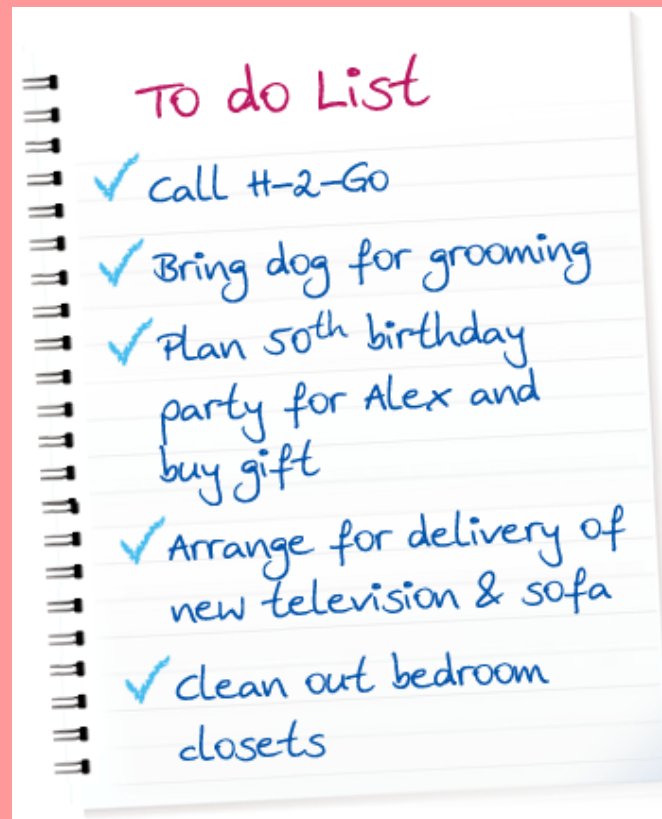 To do List
Call H-2-Go
Bring dog for grooming
Plan 50th birthday
party for Alex and
buy gift
Arrange for delivery of
new television & sofa
Clean out bedroom
closets